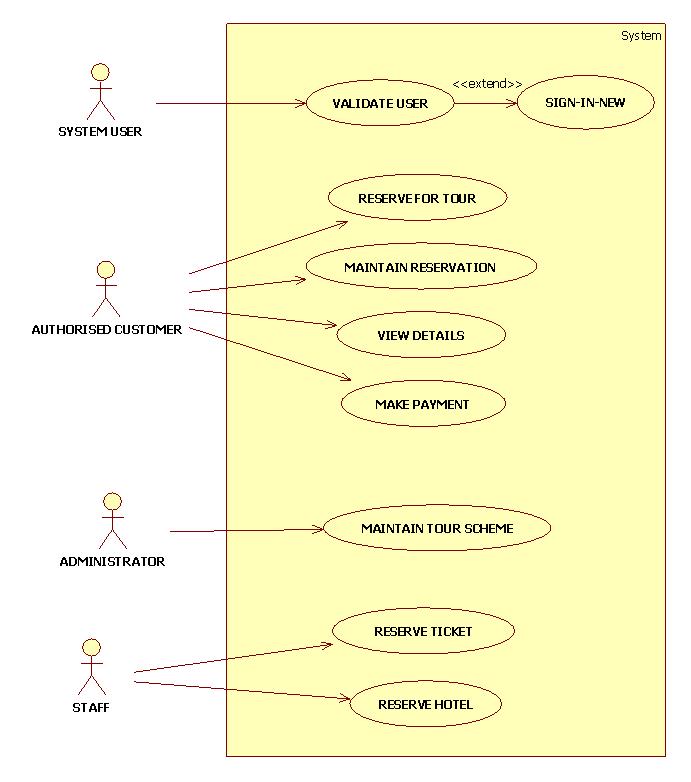 System
<<extend>>
VALIDATE USER
SIGN-IN-NEW
SYSTEM USER
RESERVE FOR TOUR
MAINTAIN RESERVATION
AUTHORISED CUSTOMER
VIEW DETAILS
MAKE PAYMENT
MAINTAIN TOUR SCHEME
ADMINISTRATOR
RESERVE TICKET
RESERVE HOTEL
STAFF